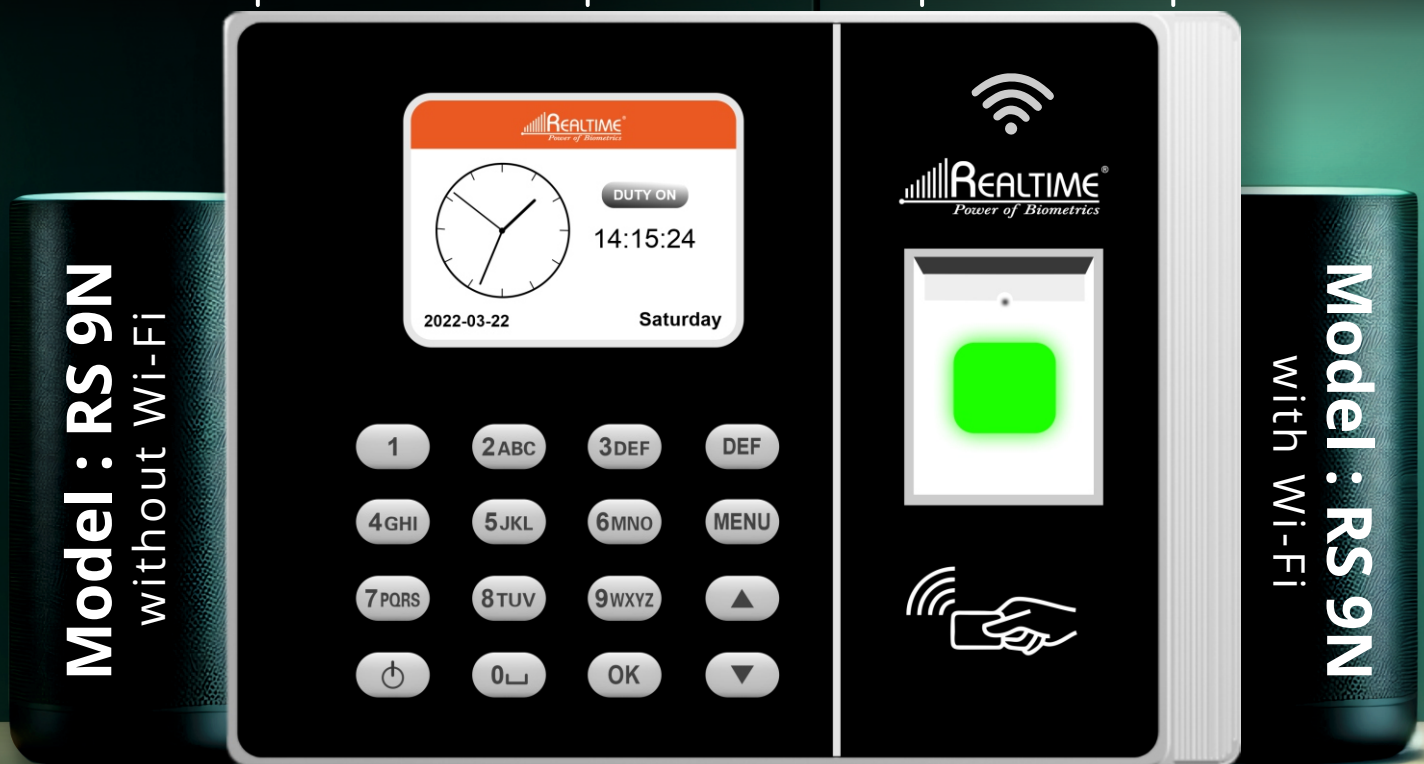 Model : RS 9N
without Wi-Fi
REALTIME®
Power of Biometrics
DUTY ON
14:15:24
2022-03-22
Saturday
1
2ABC
3DEF
DEF
4GHI
5JKL
6MNO
MENU
7PQRS
8TUV
9WXYZ
0
OK
REALTIME®
Power of Biometrics
Model : RS 9N
with Wi-Fi